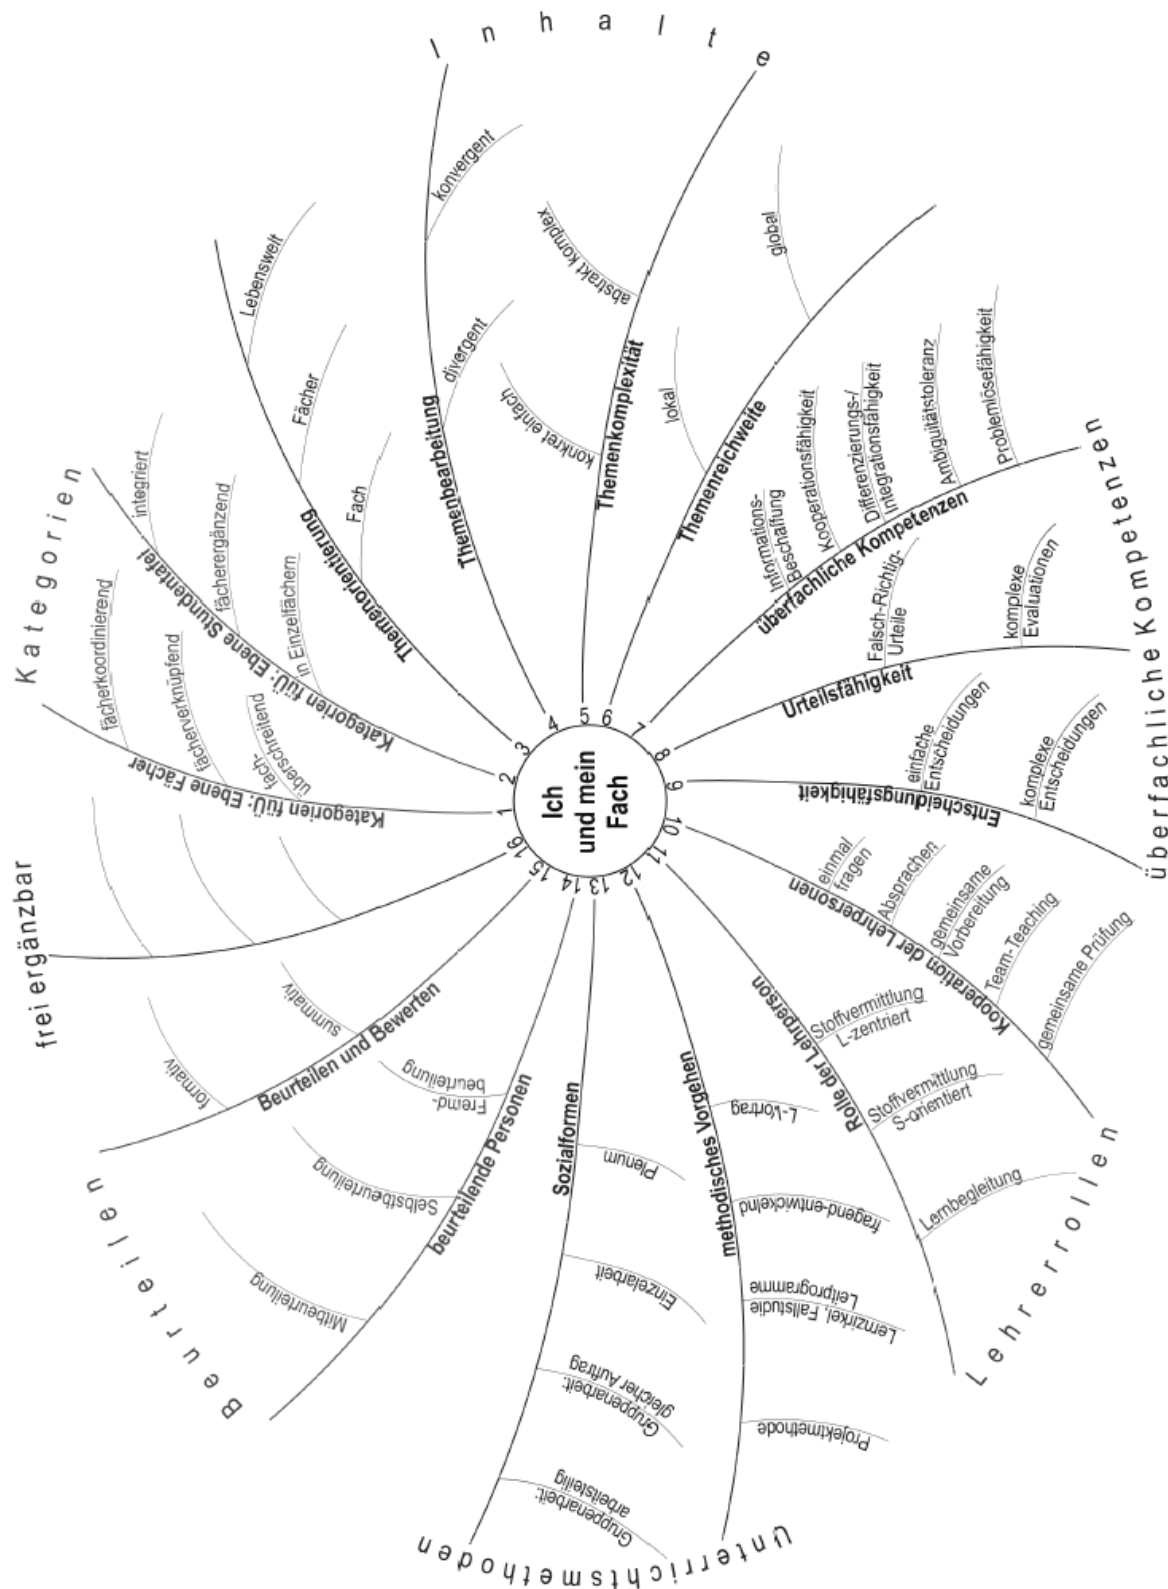 Ich
und mein
Fach
Kategorien
1
Kategorien füU: Ebene Fächer
fach-
überschreitend
fächerverknüpfend
fächerkoordinierend
2
Kategorien füU: Ebene Stundentafel
in Einzelfächern
fächerergänzend
integriert
Inhalte
3
Themenorientierung
Fach
Fächer
Lebenswelt
4
Themenbearbeitung
divergent
konvergent
5
Themenkomplexität
konkret einfach
abstrakt komplex
6
Themenreichweite
lokal
global
überfachliche Kompetenzen
7
überfachliche Kompetenzen
Informations-
Beschaffung
Kooperationsfähigkeit
Differenzierungs-/
Integrationsfähigkeit
Ambiguitätstoleranz
Problemlösefähigkeit
8
Urteilsfähigkeit
Falsch-Richtig-
Urteile
komplexe
Evaluationen
9
Entscheidungsfähigkeit
einfache
Entscheidungen
komplexe
Entscheidungen
Lehrerrollen
10
Kooperation der Lehrpersonen
einmal
fragen
Absprachen
gemeinsame
Vorbereitung
Team-Teaching
gemeinsame Prüfung
11
Rolle der Lehrperson
Stoffvermittlung
L-zentriert
Stoffvermittlung
S-orientiert
Lernbegleitung
Unterrichtsmethoden
12
methodisches Vorgehen
L-Vortrag
fragend-entwickelnd
Lernzirkel, Fallstudie
Leitprogramme
Projektmethode
13
Sozialformen
Plenum
Einzelarbeit
Gruppenarbeit:
gleicher Auftrag
Gruppenarbeit:
arbeitsteilig
Beurteilen
14
beurteilende Personen
Fremd-
beurteilung
Selbstbeurteilung
Mitbeurteilung
15
Beurteilen und Bewerten
summativ
formativ
16
frei ergänzbar